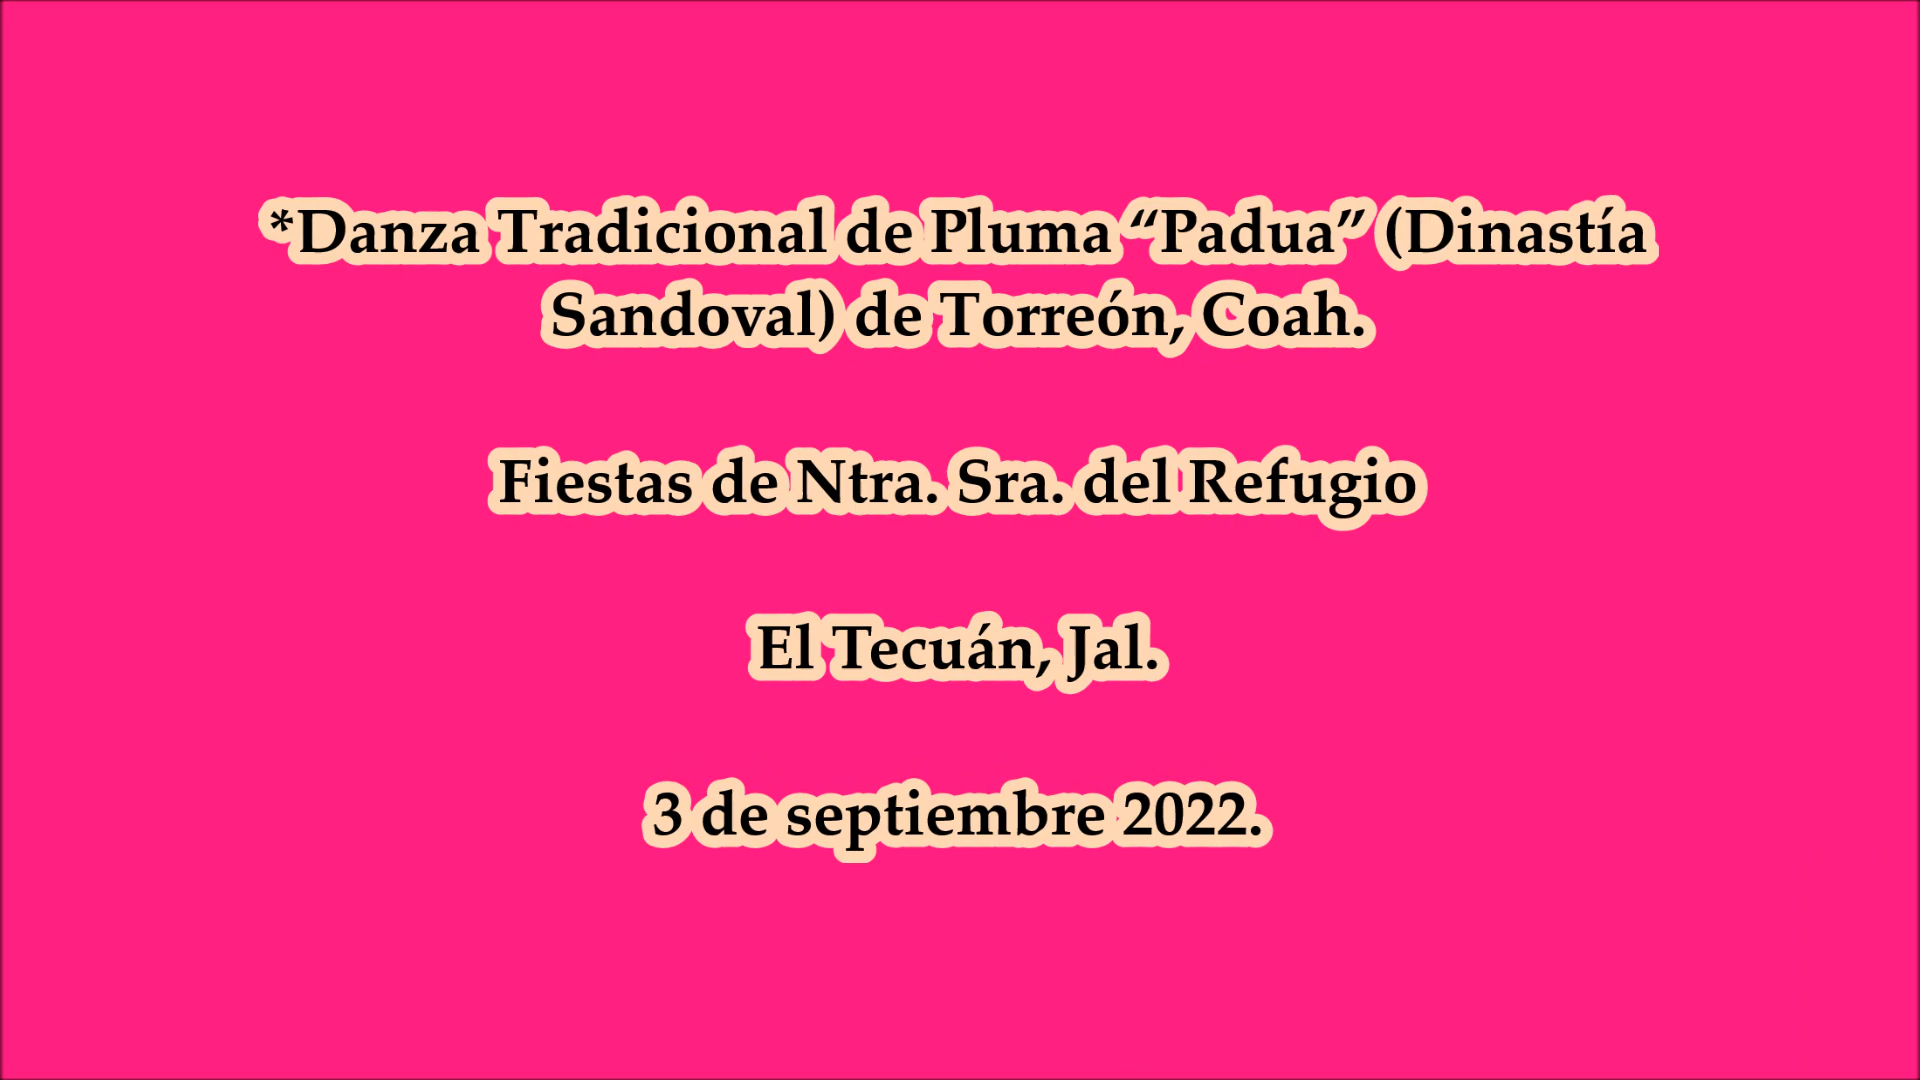 *Danza Tradicional de Pluma “Padua” (Dinastía
Sandoval) de Torreón, Coah.
Fiestas de Ntra. Sra. del Refugio
El Tecuán, Jal.
3 de septiembre 2022.